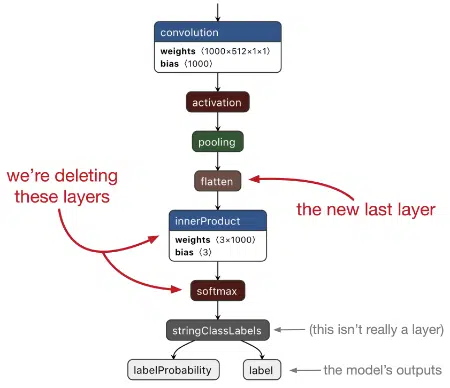 convolution
weights ⟨1000×512×1×1⟩
bias ⟨1000⟩
activation
pooling
we're deleting
these layers
flatten
the new last layer
innerProduct
weights ⟨3×1000⟩
bias ⟨3⟩
softmax
stringClassLabels
(this isn't really a layer)
labelProbability
label
the model's outputs